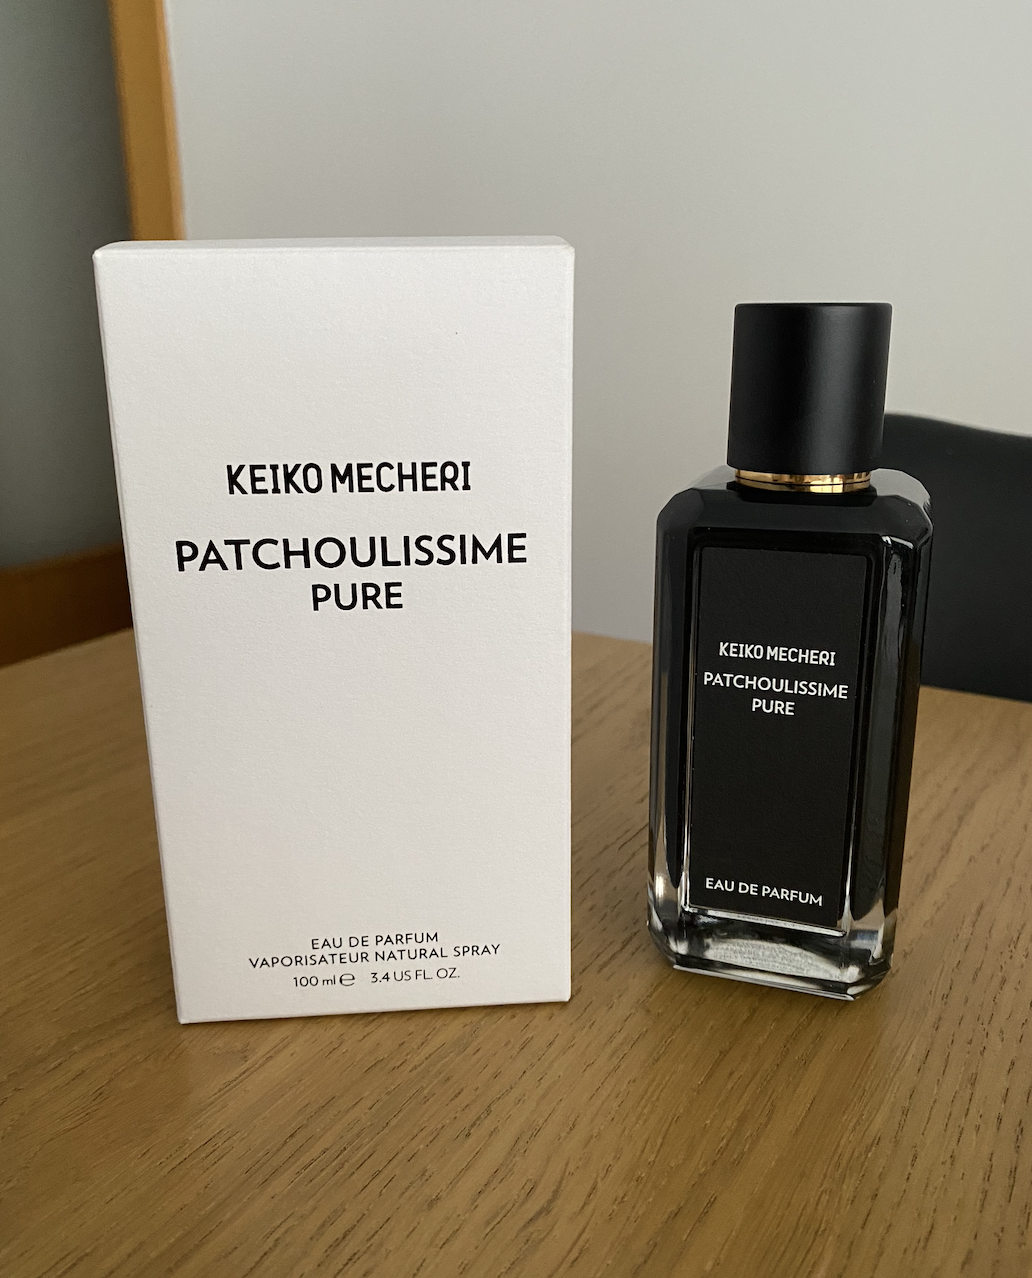 KEIKO MECHERI
PATCHOULISSIME
PURE
EAU DE PARFUM
VAPORISATEUR NATURAL SPRAY
100 ml ℮ 3.4 US FL. OZ.
KEIKO MECHERI
PATCHOULISSIME
PURE
EAU DE PARFUM